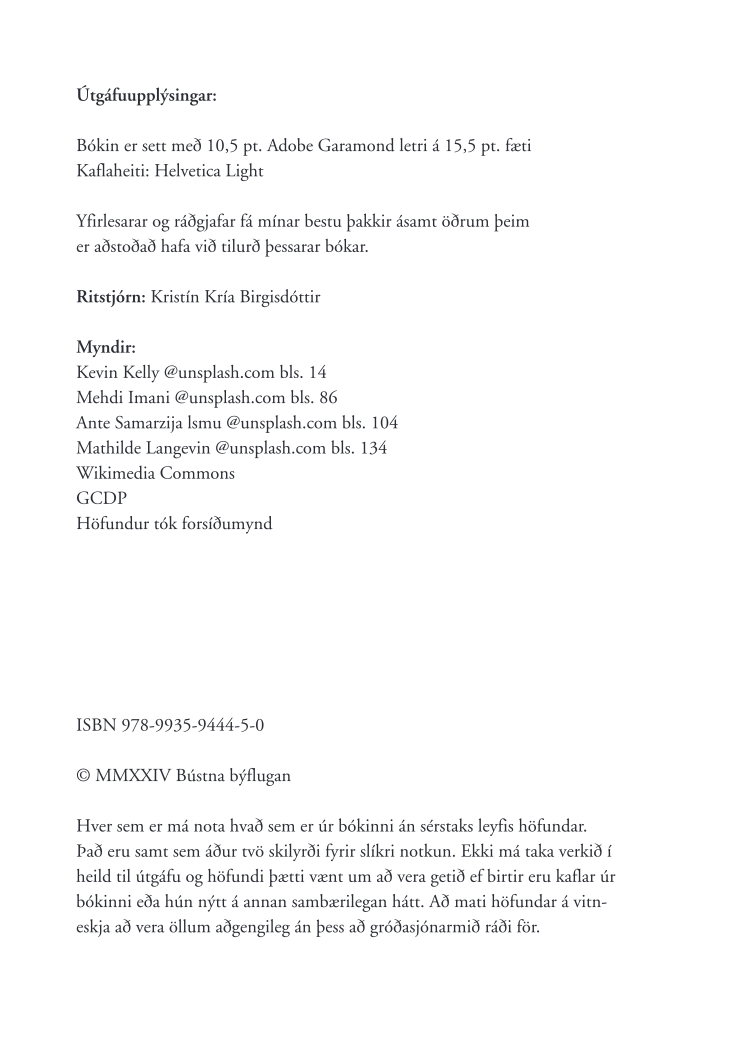 Útgáfuupplýsingar:
Bókin er sett með 10,5 pt. Adobe Garamond letri á 15,5 pt. fæti
Kaflaheiti: Helvetica Light
Yfirlesarar og ráðgjafar fá mínar bestu þakkir ásamt öðrum þeim
er aðstoðað hafa við tilurð þessarar bókar.
Ritstjórn: Kristín Kría Birgisdóttir
Myndir:
Kevin Kelly @unsplash.com bls. 14
Mehdi Imani @unsplash.com bls. 86
Ante Samarzija lsmu @unsplash.com bls. 104
Mathilde Langevin @unsplash.com bls. 134
Wikimedia Commons
GCDP
Höfundur tók forsíðumynd
ISBN 978-9935-9444-5-0
© MMXXIV Bústna býflugan
Hver sem er má nota hvað sem er úr bókinni án sérstaks leyfis höfundar.
Það eru samt sem áður tvö skilyrði fyrir slíkri notkun. Ekki má taka verkið í
heild til útgáfu og höfundi þætti vænt um að vera getið ef birtir eru kaflar úr
bókinni eða hún nýtt á annan sambærilegan hátt. Að mati höfundar á vitn-
eskja að vera öllum aðgengileg án þess að gróðasjónarmið ráði för.